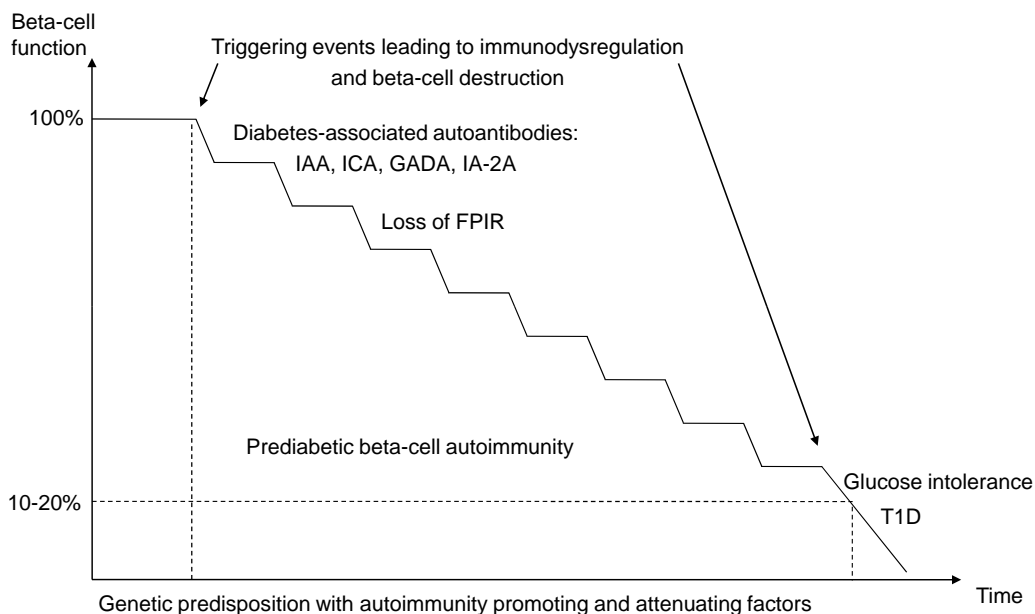 Beta-cell
function
Triggering events leading to immunodysregulation
and beta-cell destruction
100%
Diabetes-associated autoantibodies:
IAA, ICA, GADA, IA-2A
Loss of FPIR
Prediabetic beta-cell autoimmunity
Glucose intolerance
10-20%
T1D
Time
Genetic predisposition with autoimmunity promoting and attenuating factors